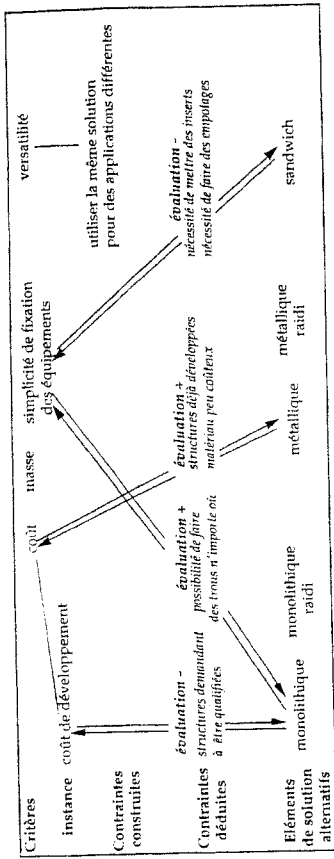 Critères coût masse simplicité de fixation versatilité
des équipements
instance coût de développement
utiliser la même solution
pour des applications différentes
Contraintes
construites
Contraintes
déduites
évaluation -
structures demandant
à être qualifiées
évaluation +
possibilité de faire
des trous n'importe où
évaluation +
structures déjà développées
matériau peu coûteux
évaluation -
nécessité de mettre des inserts
nécessité de faire des empotages
Eléments
de solution
alternatifs
monolithique
monolithique
raidi
métallique
métallique
raidi
sandwich